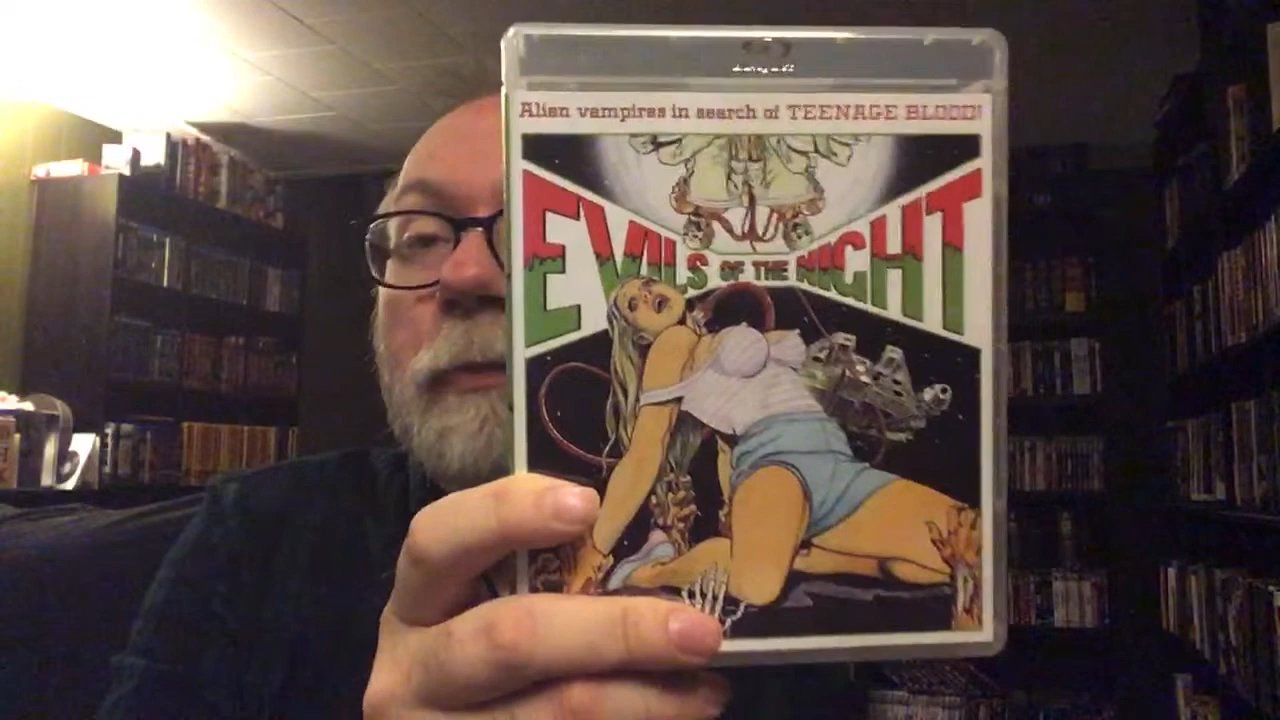 Alien vampires in search of TEENAGE BLOOD!
EVILS OF THE NIGHT